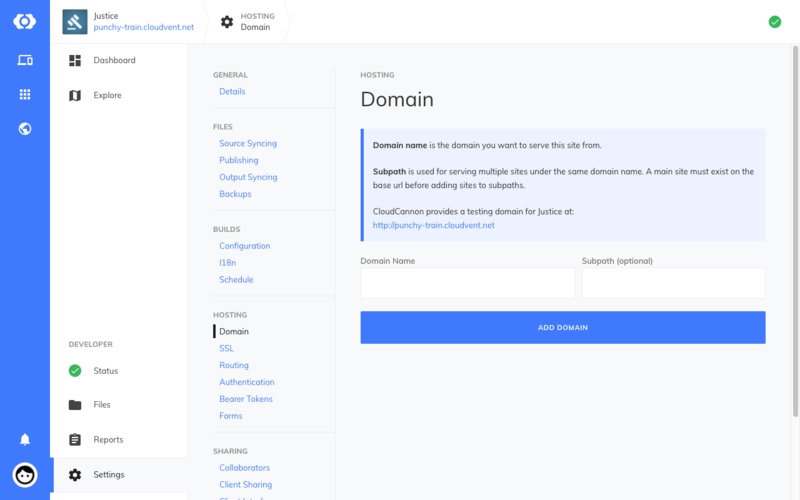 Justice
punchy-train.cloudvent.net
HOSTING
Domain
Dashboard
Explore
DEVELOPER
Status
Files
Reports
Settings
GENERAL
Details
FILES
Source Syncing
Publishing
Output Syncing
Backups
BUILDS
Configuration
I18n
Schedule
HOSTING
Domain
SSL
Routing
Authentication
Bearer Tokens
Forms
SHARING
Collaborators
Client Sharing
HOSTING
Domain
Domain name is the domain you want to serve this site from.
Subpath is used for serving multiple sites under the same domain name. A main site must exist on the
base url before adding sites to subpaths.
CloudCannon provides a testing domain for Justice at:
http://punchy-train.cloudvent.net
Domain Name
Subpath (optional)
ADD DOMAIN